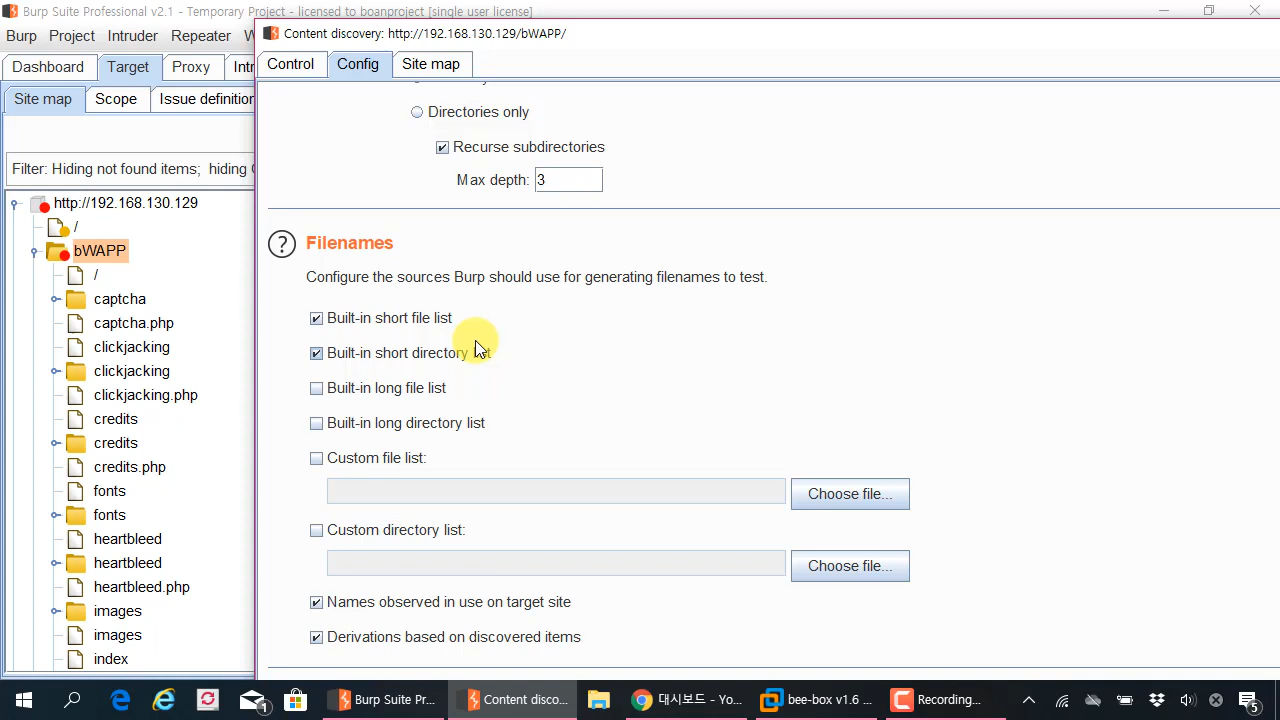 Burp Suite Professional v2.1 - Temporary Project - licensed to boanproject [single user license]
Burp Project Intruder Repeater
Dashboard Target Proxy
Site map Scope Issue definition
Filter: Hiding not found items; hiding
http://192.168.130.129
/
bWAPP
/
captcha
captcha.php
clickjacking
clickjacking
clickjacking.php
credits
credits
credits.php
fonts
fonts
heartbleed
heartbleed
heartbleed.php
images
images
index
Content discovery: http://192.168.130.129/bWAPP/
Control Config Site map
Directories only
Recurse subdirectories
Max depth: 3
? Filenames
Configure the sources Burp should use for generating filenames to test.
Built-in short file list
Built-in short directory list
Built-in long file list
Built-in long directory list
Custom file list:
Choose file...
Custom directory list:
Choose file...
Names observed in use on target site
Derivations based on discovered items
1 Burp Suite Pr... Content disco... 대시보드 - Yo... bee-box v1.6 ... Recording... 5